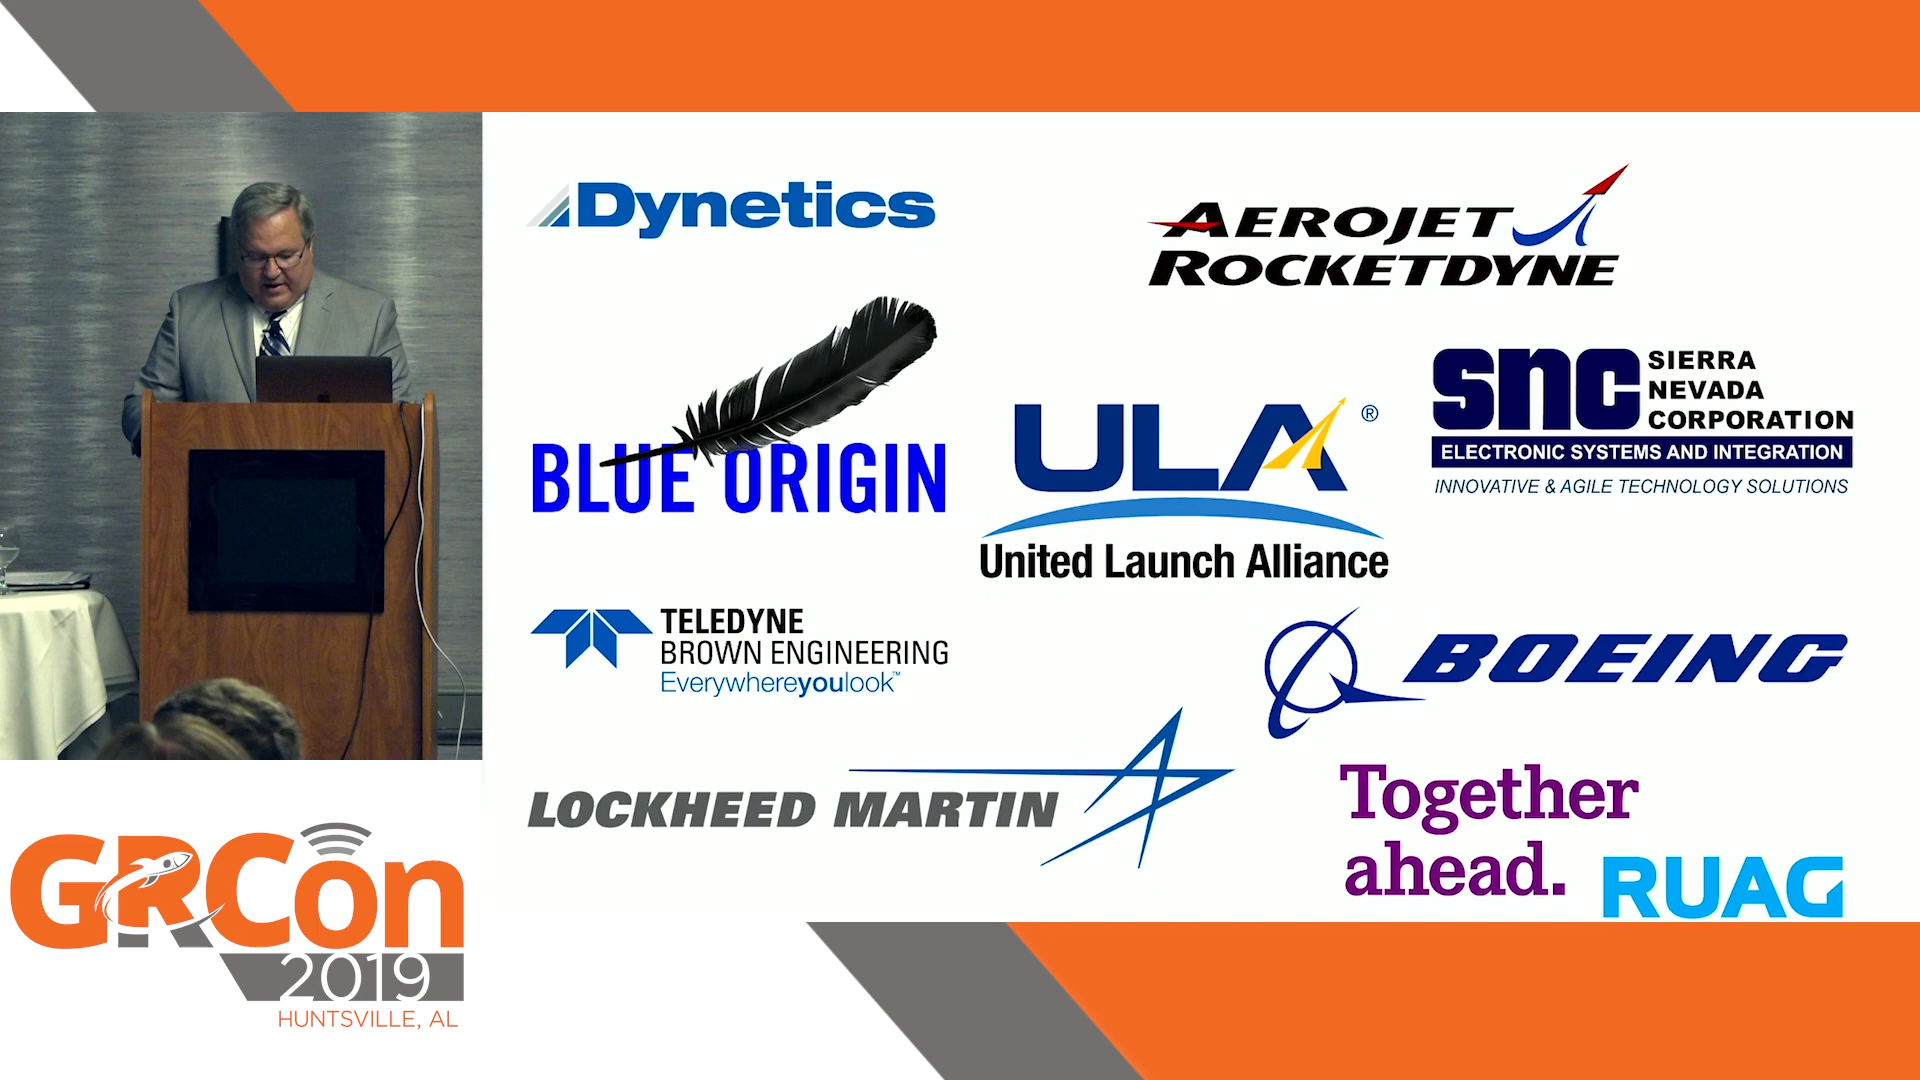 Dynetics
AEROJET
ROCKETDYNE
BLUE ORIGIN
ULA®
United Launch Alliance
snc SIERRA
NEVADA
CORPORATION
ELECTRONIC SYSTEMS AND INTEGRATION
INNOVATIVE & AGILE TECHNOLOGY SOLUTIONS
TELEDYNE
BROWN ENGINEERING
Everywhereyoulook™
BOEING
LOCKHEED MARTIN
Together
ahead. RUAG
GRCon
2019
HUNTSVILLE, AL